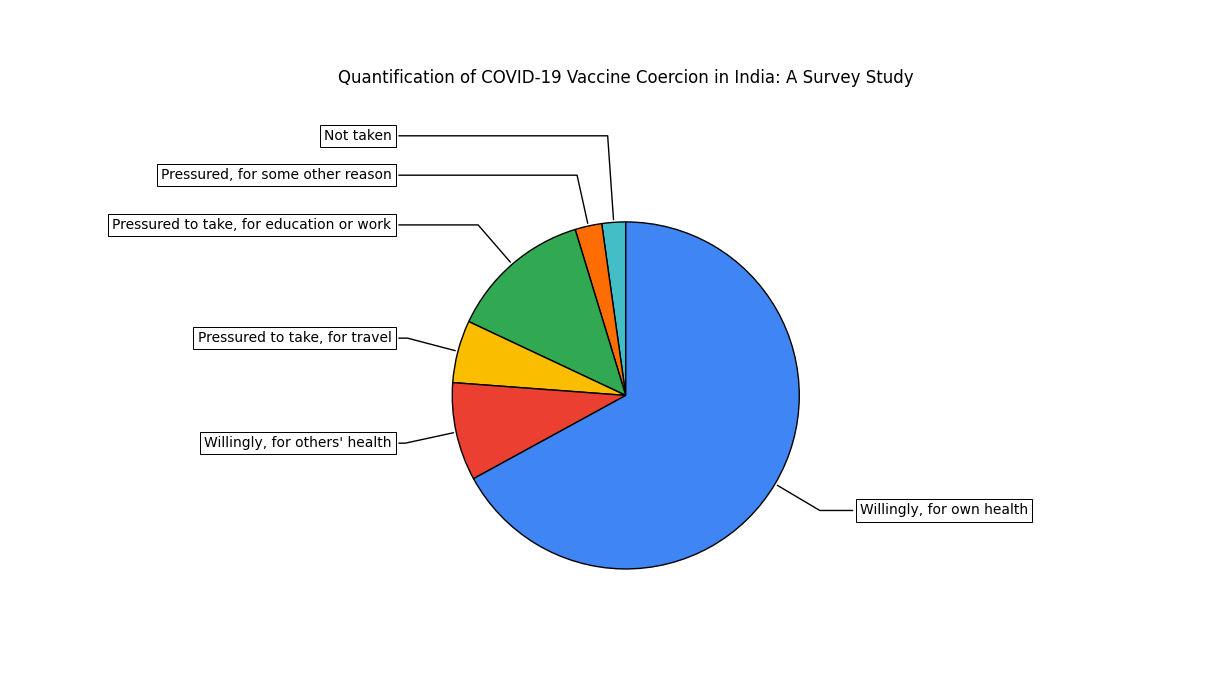 Quantification of COVID-19 Vaccine Coercion in India: A Survey Study
Not taken
Pressured, for some other reason
Pressured to take, for education or work
Pressured to take, for travel
Willingly, for others' health
Willingly, for own health